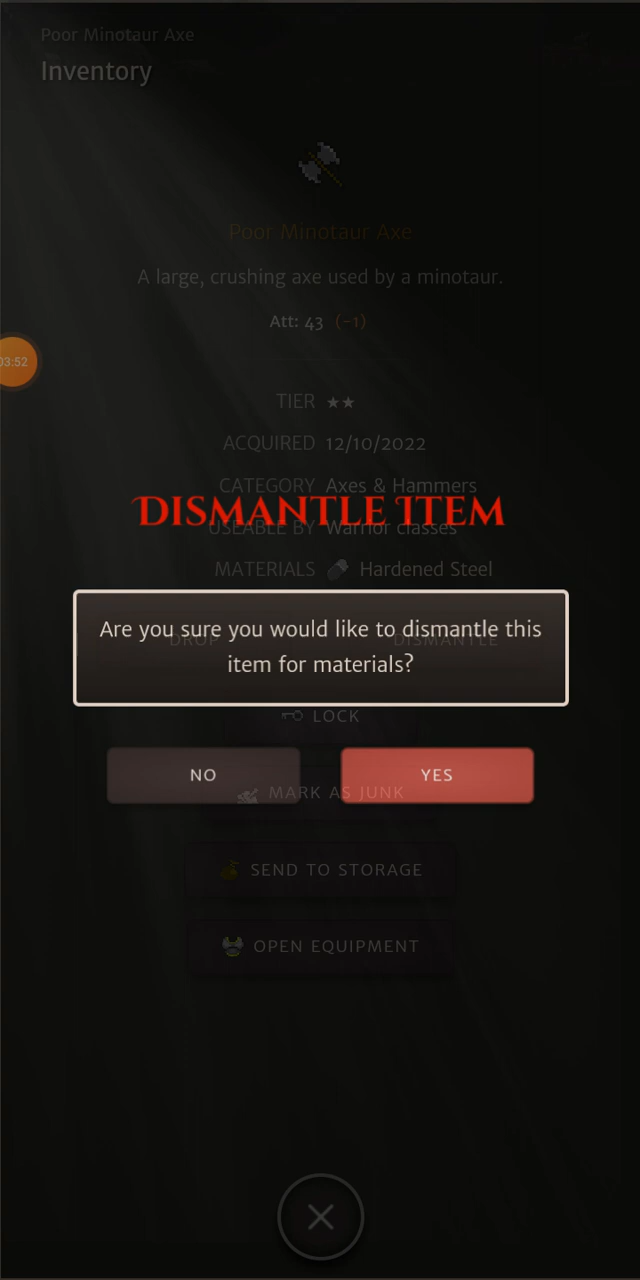 Poor Minotaur Axe
Inventory
Poor Minotaur Axe
A large, crushing axe used by a minotaur.
Att: 43 (-1)
03:52
TIER ★★
ACQUIRED 12/10/2022
CATEGORY Axes & Hammers
DISMANTLE ITEM
USEABLE BY Warrior classes
MATERIALS Hardened Steel
Are you sure you would like to dismantle this
DROP DISMANTLE
item for materials?
LOCK
NO YES
MARK AS JUNK
SEND TO STORAGE
OPEN EQUIPMENT